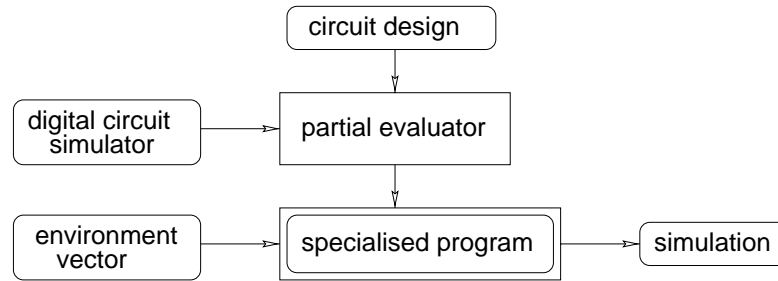 circuit design
digital circuit
simulator
partial evaluator
environment
vector
specialised program
simulation